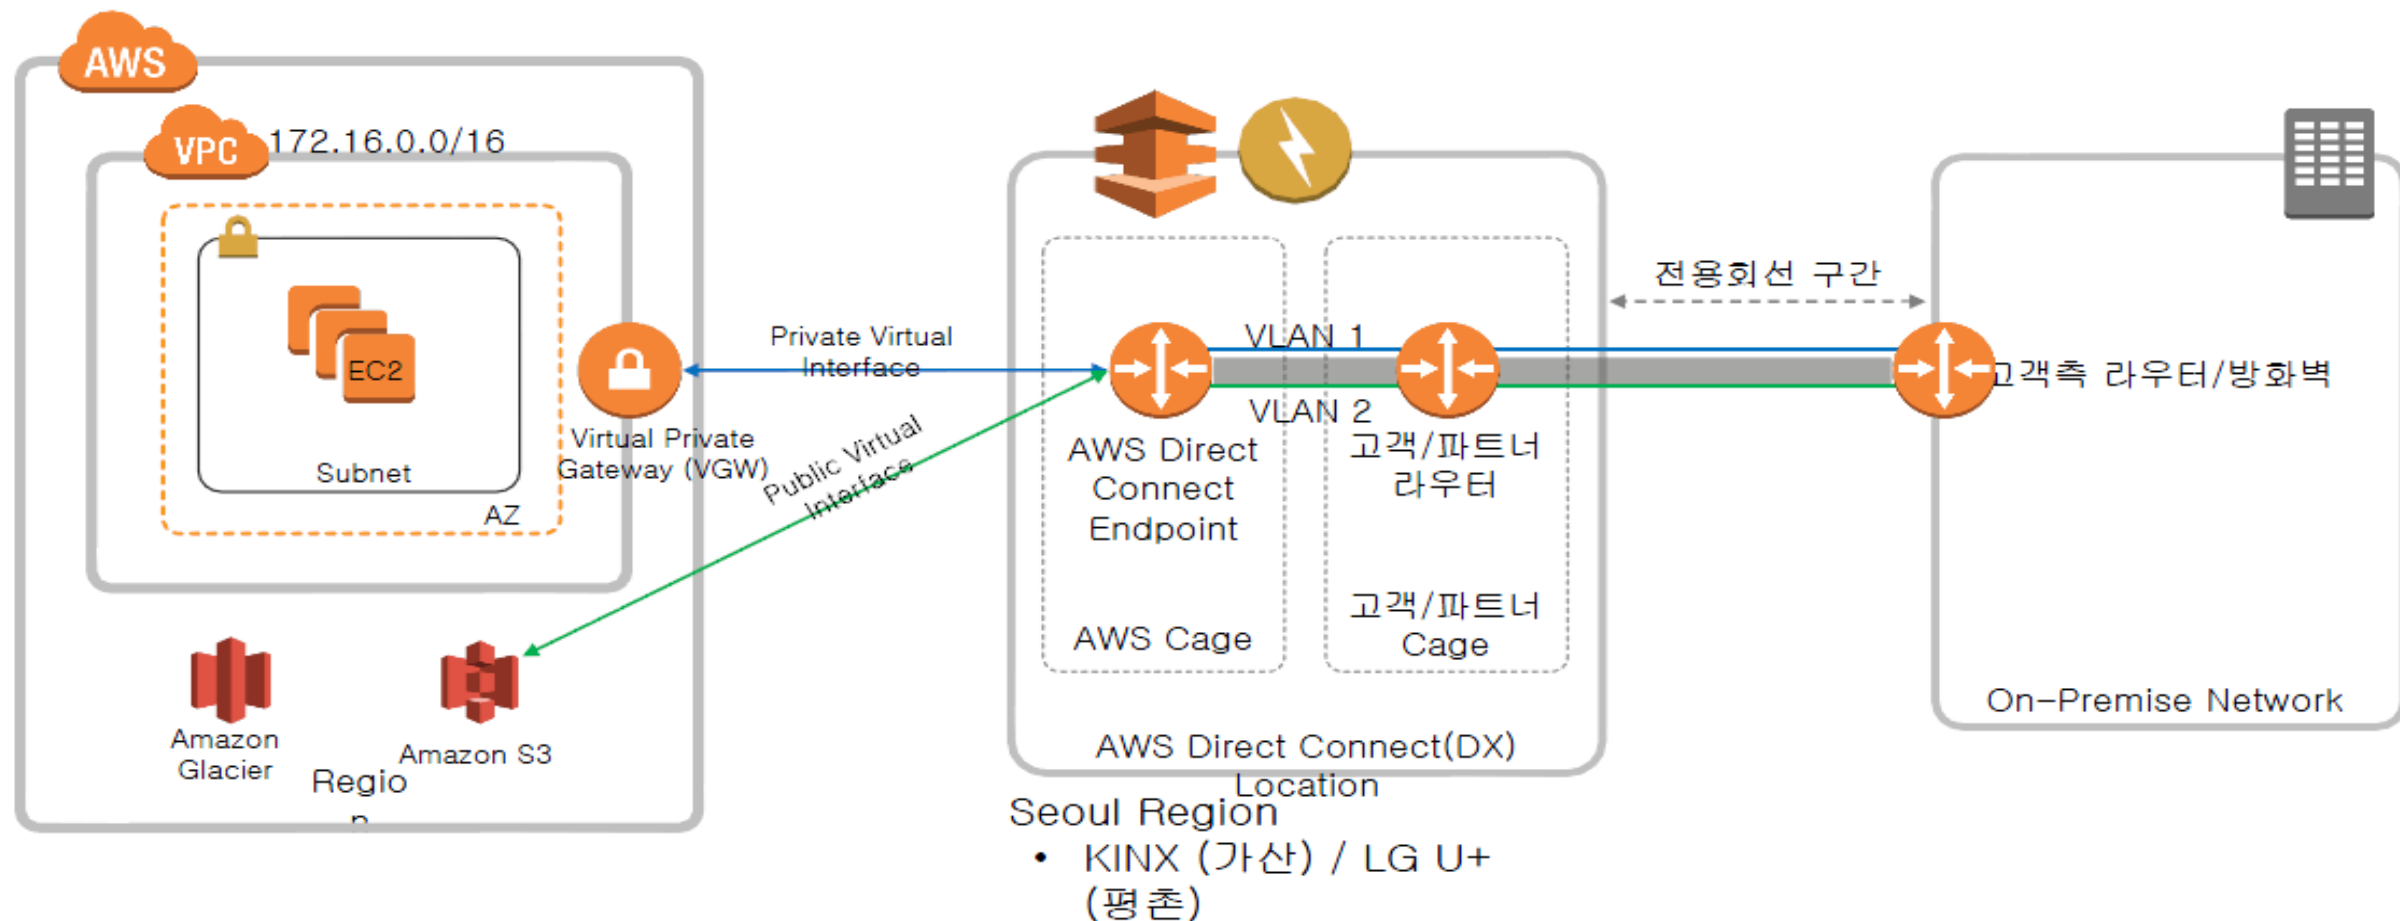 AWS
VPC
172.16.0.0/16
EC2
Subnet
AZ
Virtual Private
Gateway (VGW)
Amazon
Glacier
Amazon S3
Regio
n
Private Virtual
Interface
Public Virtual
Interface
VLAN 1
VLAN 2
AWS Direct
Connect
Endpoint
AWS Cage
고객/파트너
라우터
고객/파트너
Cage
AWS Direct Connect(DX)
Location
Seoul Region
• KINX (가산) / LG U+
(평촌)
전용회선 구간
고객측 라우터/방화벽
On-Premise Network